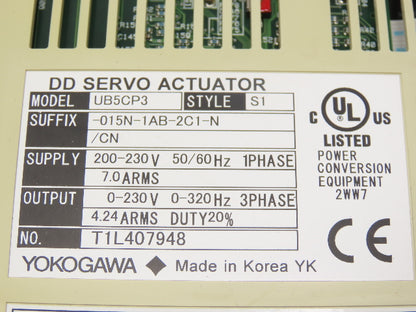 DD SERVO ACTUATOR
MODEL UB5CP3 STYLE S1
SUFFIX -015N-1AB-2C1-N
/CN
SUPPLY 200-230V 50/60Hz 1PHASE
7.0ARMS
OUTPUT 0-230V 0-320Hz 3PHASE
4.24ARMS DUTY20%
NO. T1L407948
YOKOGAWA Made in Korea YK
C UL US
LISTED
POWER
CONVERSION
EQUIPMENT
2WW7
CE